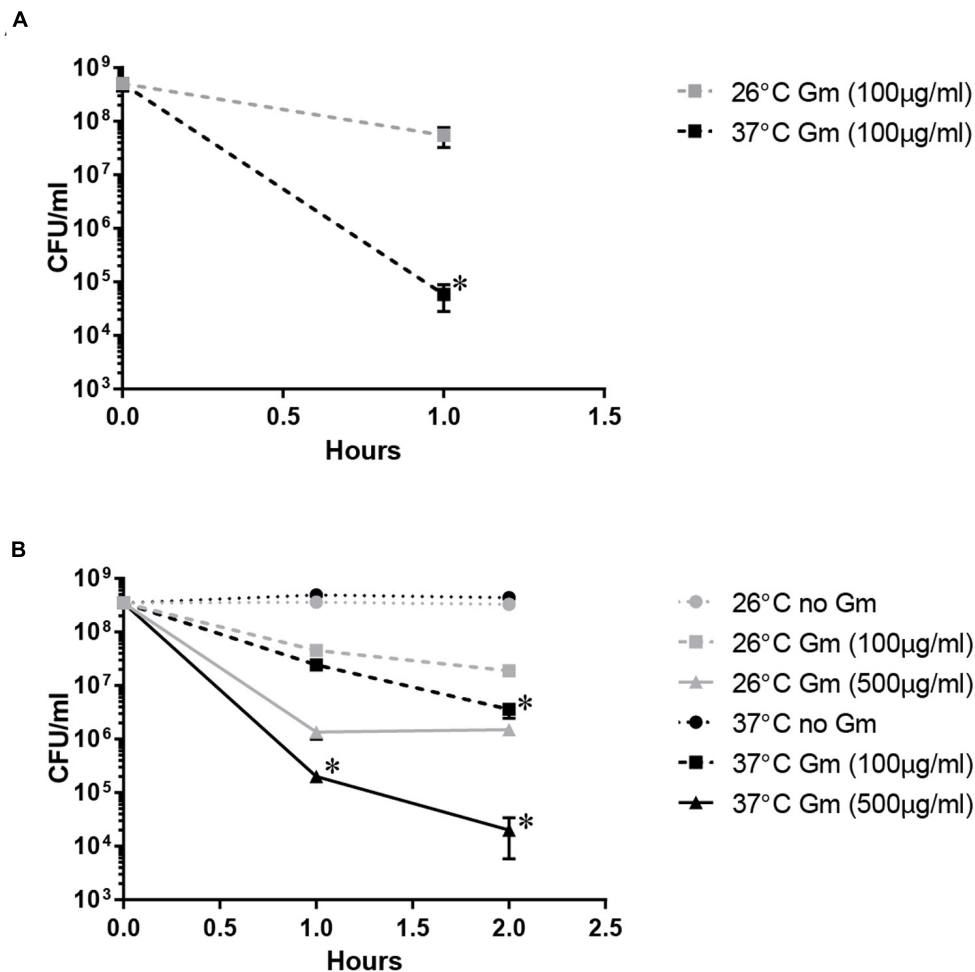 A
10⁹
10⁸
10⁷
10⁶
10⁵
10⁴
10³
CFU/ml
*
0.0 0.5 1.0 1.5
Hours
26°C Gm (100µg/ml)
37°C Gm (100µg/ml)
B
10⁹
10⁸
10⁷
10⁶
10⁵
10⁴
10³
CFU/ml
*
*
*
0.0 0.5 1.0 1.5 2.0 2.5
Hours
26°C no Gm
26°C Gm (100µg/ml)
26°C Gm (500µg/ml)
37°C no Gm
37°C Gm (100µg/ml)
37°C Gm (500µg/ml)